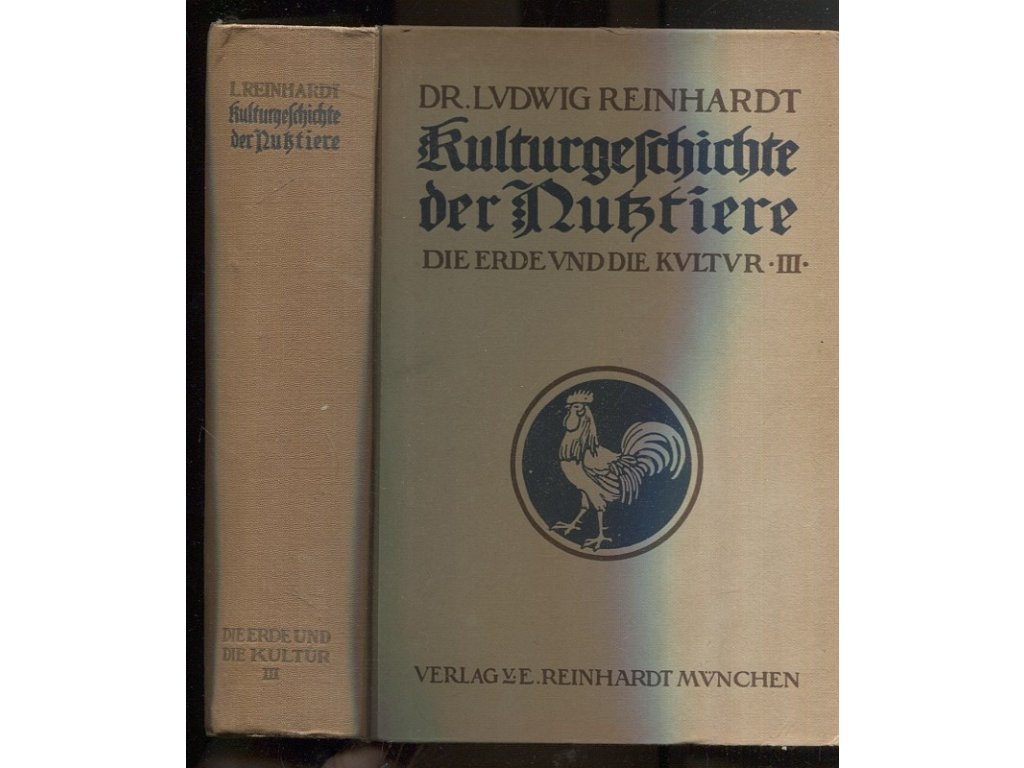 L. REINHARDT
Kulturgeſchichte
der Nutztiere
DIE ERDE UND
DIE KULTUR
III
DR. LVDWIG REINHARDT
Kulturgeſchichte
der Nutztiere
DIE ERDE VND DIE KVLTVR · III ·
VERLAG V. E. REINHARDT MVNCHEN